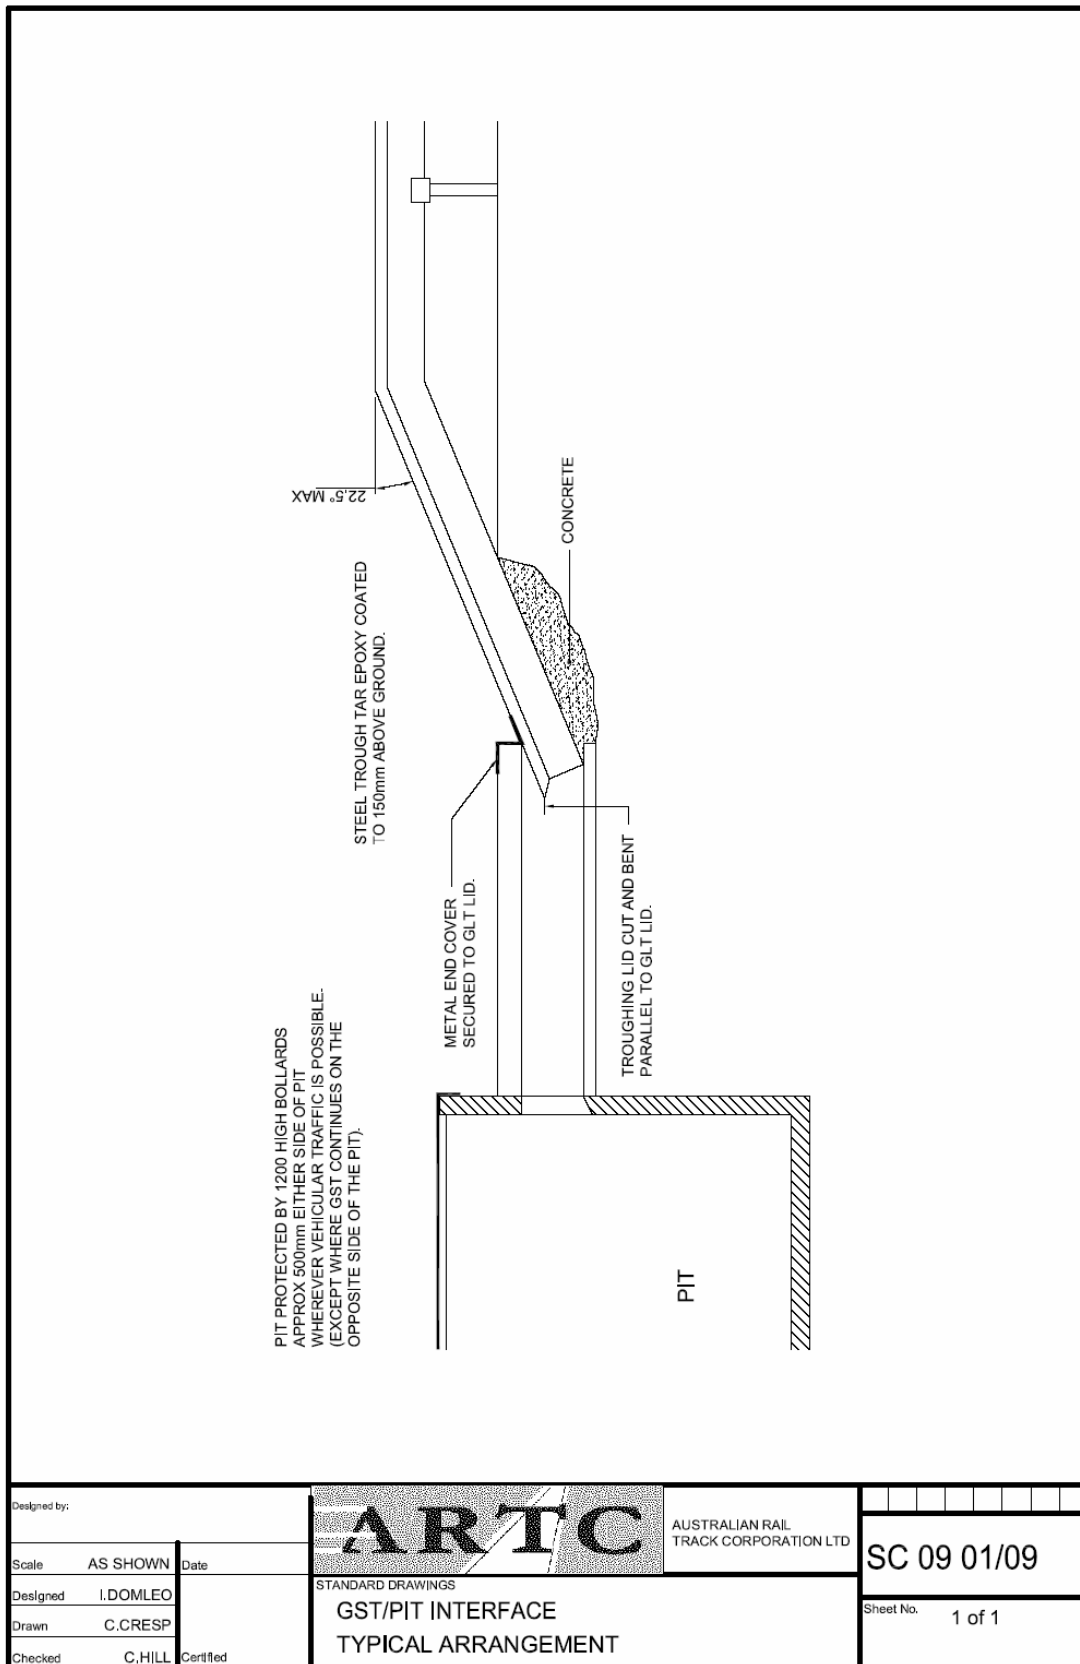 PIT PROTECTED BY 1200 HIGH BOLLARDS
APPROX 500mm EITHER SIDE OF PIT
WHEREVER VEHICULAR TRAFFIC IS POSSIBLE.
(EXCEPT WHERE GST CONTINUES ON THE
OPPOSITE SIDE OF THE PIT).
STEEL TROUGH TAR EPOXY COATED
TO 150mm ABOVE GROUND.
22.5° MAX
METAL END COVER
SECURED TO GLT LID.
CONCRETE
TROUGHING LID CUT AND BENT
PARALLEL TO GLT LID.
PIT
Designed by:
Scale AS SHOWN Date
Designed I.DOMLEO
Drawn C.CRESP
Checked C.HILL Certified
ARTC
AUSTRALIAN RAIL
TRACK CORPORATION LTD
STANDARD DRAWINGS
GST/PIT INTERFACE
TYPICAL ARRANGEMENT
SC 09 01/09
Sheet No. 1 of 1